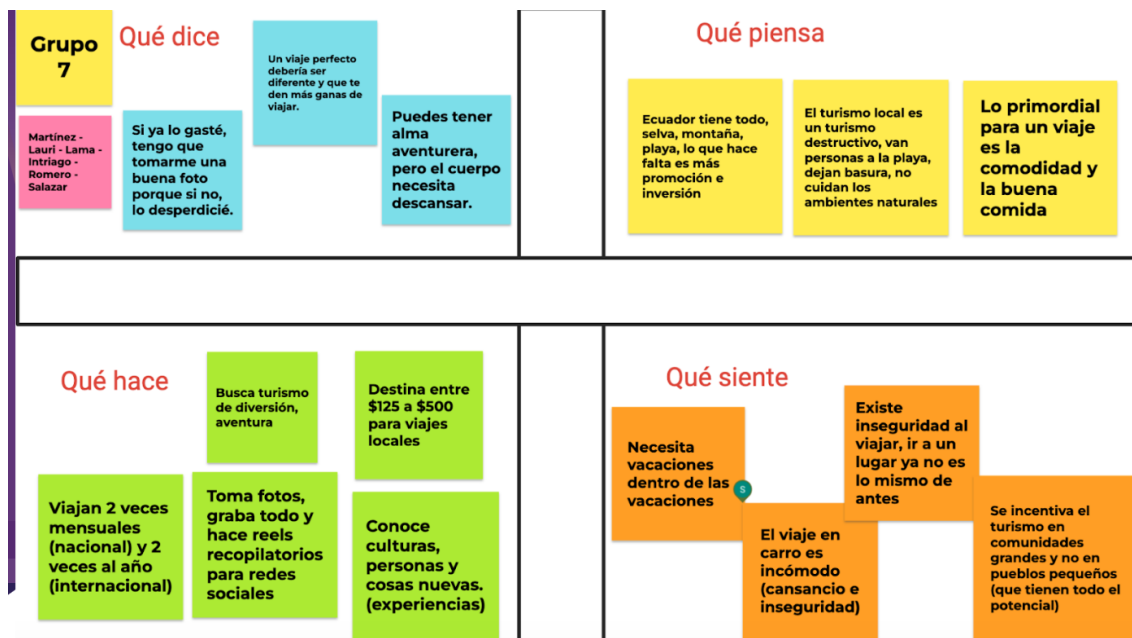 Grupo
7
Martínez -
Lauri - Lama -
Intriago -
Romero -
Salazar
Qué dice
Si ya lo gasté,
tengo que
tomarme una
buena foto
porque si no,
lo desperdicié.
Un viaje perfecto
debería ser
diferente y que te
den más ganas de
viajar.
Puedes tener
alma
aventurera,
pero el cuerpo
necesita
descansar.
Qué piensa
Ecuador tiene todo,
selva, montaña,
playa, lo que hace
falta es más
promoción e
inversión
El turismo local es
un turismo
destructivo, van
personas a la playa,
dejan basura, no
cuidan los
ambientes naturales
Lo primordial
para un viaje
es la
comodidad y
la buena
comida
Qué hace
Busca turismo
de diversión,
aventura
Destina entre
$125 a $500
para viajes
locales
Viajan 2 veces
mensuales
(nacional) y 2
veces al año
(internacional)
Toma fotos,
graba todo y
hace reels
recopilatorios
para redes
sociales
Conoce
culturas,
personas y
cosas nuevas.
(experiencias)
Qué siente
Necesita
vacaciones
dentro de las
vacaciones
S
El viaje en
carro es
incómodo
(cansancio e
inseguridad)
Existe
inseguridad al
viajar, ir a un
lugar ya no es
lo mismo de
antes
Se incentiva el
turismo en
comunidades
grandes y no en
pueblos pequeños
(que tienen todo el
potencial)